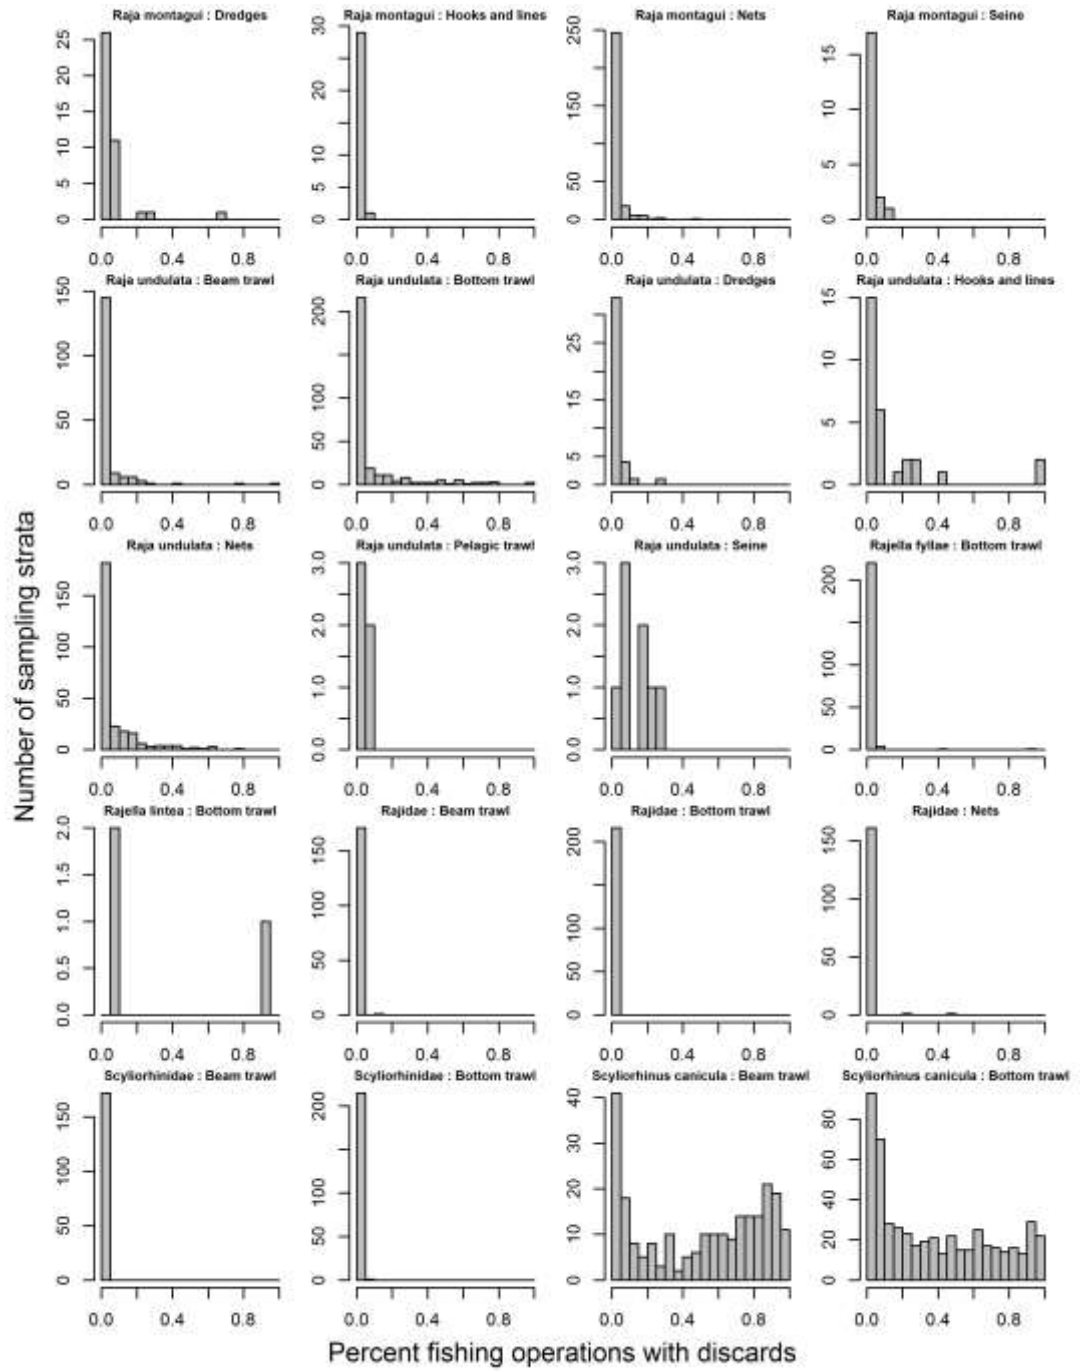 Raja montagui : Dredges
0 5 10 15 20 25
0.0 0.4 0.8
Raja montagui : Hooks and lines
0 5 10 20 30
0.0 0.4 0.8
Raja montagui : Nets
0 50 150 250
0.0 0.4 0.8
Raja montagui : Seine
0 5 10 15
0.0 0.4 0.8
Raja undulata : Beam trawl
0 50 100 150
0.0 0.4 0.8
Raja undulata : Bottom trawl
0 50 100 200
0.0 0.4 0.8
Raja undulata : Dredges
0 5 15 25
0.0 0.4 0.8
Raja undulata : Hooks and lines
0 5 10 15
0.0 0.4 0.8
Raja undulata : Nets
0 50 100 150
0.0 0.4 0.8
Raja undulata : Pelagic trawl
0.0 1.0 2.0 3.0
0.0 0.4 0.8
Raja undulata : Seine
0.0 1.0 2.0 3.0
0.0 0.4 0.8
Rajella fyllae : Bottom trawl
0 50 100 200
0.0 0.4 0.8
Rajella lintea : Bottom trawl
0.0 0.5 1.0 1.5 2.0
0.0 0.4 0.8
Rajidae : Beam trawl
0 50 100 150
0.0 0.4 0.8
Rajidae : Bottom trawl
0 50 100 200
0.0 0.4 0.8
Rajidae : Nets
0 50 100 150
0.0 0.4 0.8
Scyliorhinidae : Beam trawl
0 50 100 150
0.0 0.4 0.8
Scyliorhinidae : Bottom trawl
0 50 100 200
0.0 0.4 0.8
Scyliorhinus canicula : Beam trawl
0 10 20 30 40
0.0 0.4 0.8
Scyliorhinus canicula : Bottom trawl
0 20 40 60 80
0.0 0.4 0.8
Number of sampling strata
Percent fishing operations with discards